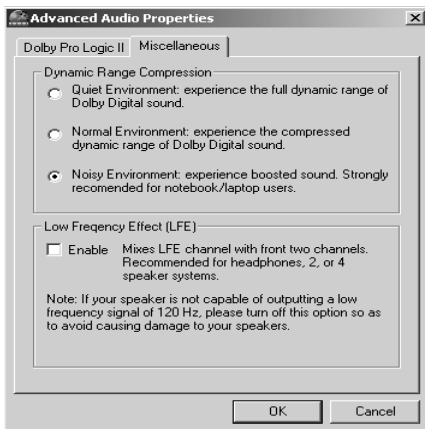 Advanced Audio Properties
Dolby Pro Logic II
Miscellaneous
Dynamic Range Compression
Quiet Environment: experience the full dynamic range of
Dolby Digital sound.
Normal Environment: experience the compressed
dynamic range of Dolby Digital sound.
Noisy Environment: experience boosted sound. Strongly
recomended for notebook/laptop users.
Low Freqency Effect (LFE)
Enable
Mixes LFE channel with front two channels.
Recommended for headphones, 2, or 4
speaker systems.
Note: If your speaker is not capable of outputting a low
frequency signal of 120 Hz, please turn off this option so as
to avoid causing damage to your speakers.
OK
Cancel